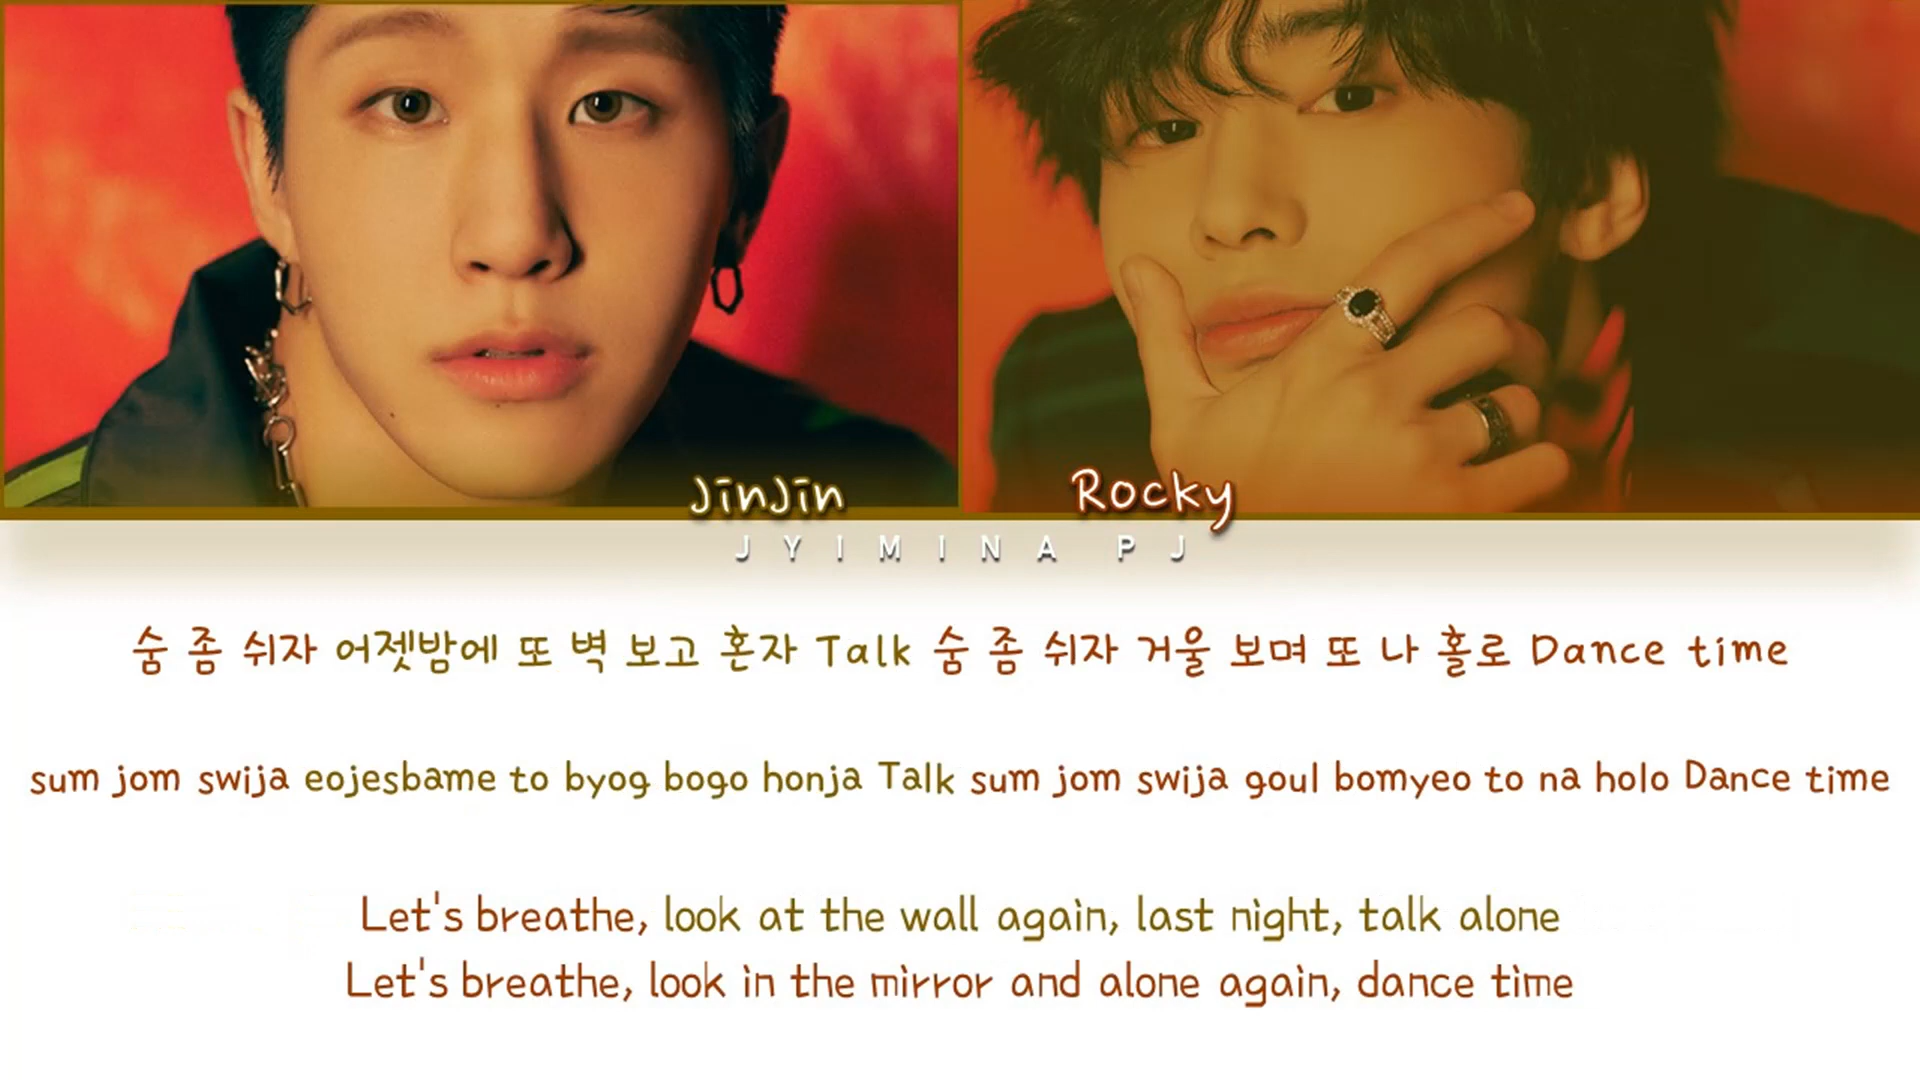 JinJin
Rocky
JYIMINA PJ
숨 좀 쉬자 어젯밤에 또 벽 보고 혼자 Talk 숨 좀 쉬자 거울 보며 또 나 홀로 Dance time
sum jom swija eojesbame to byog bogo honja Talk sum jom swija goul bomyeo to na holo Dance time
Let's breathe, look at the wall again, last night, talk alone
Let's breathe, look in the mirror and alone again, dance time